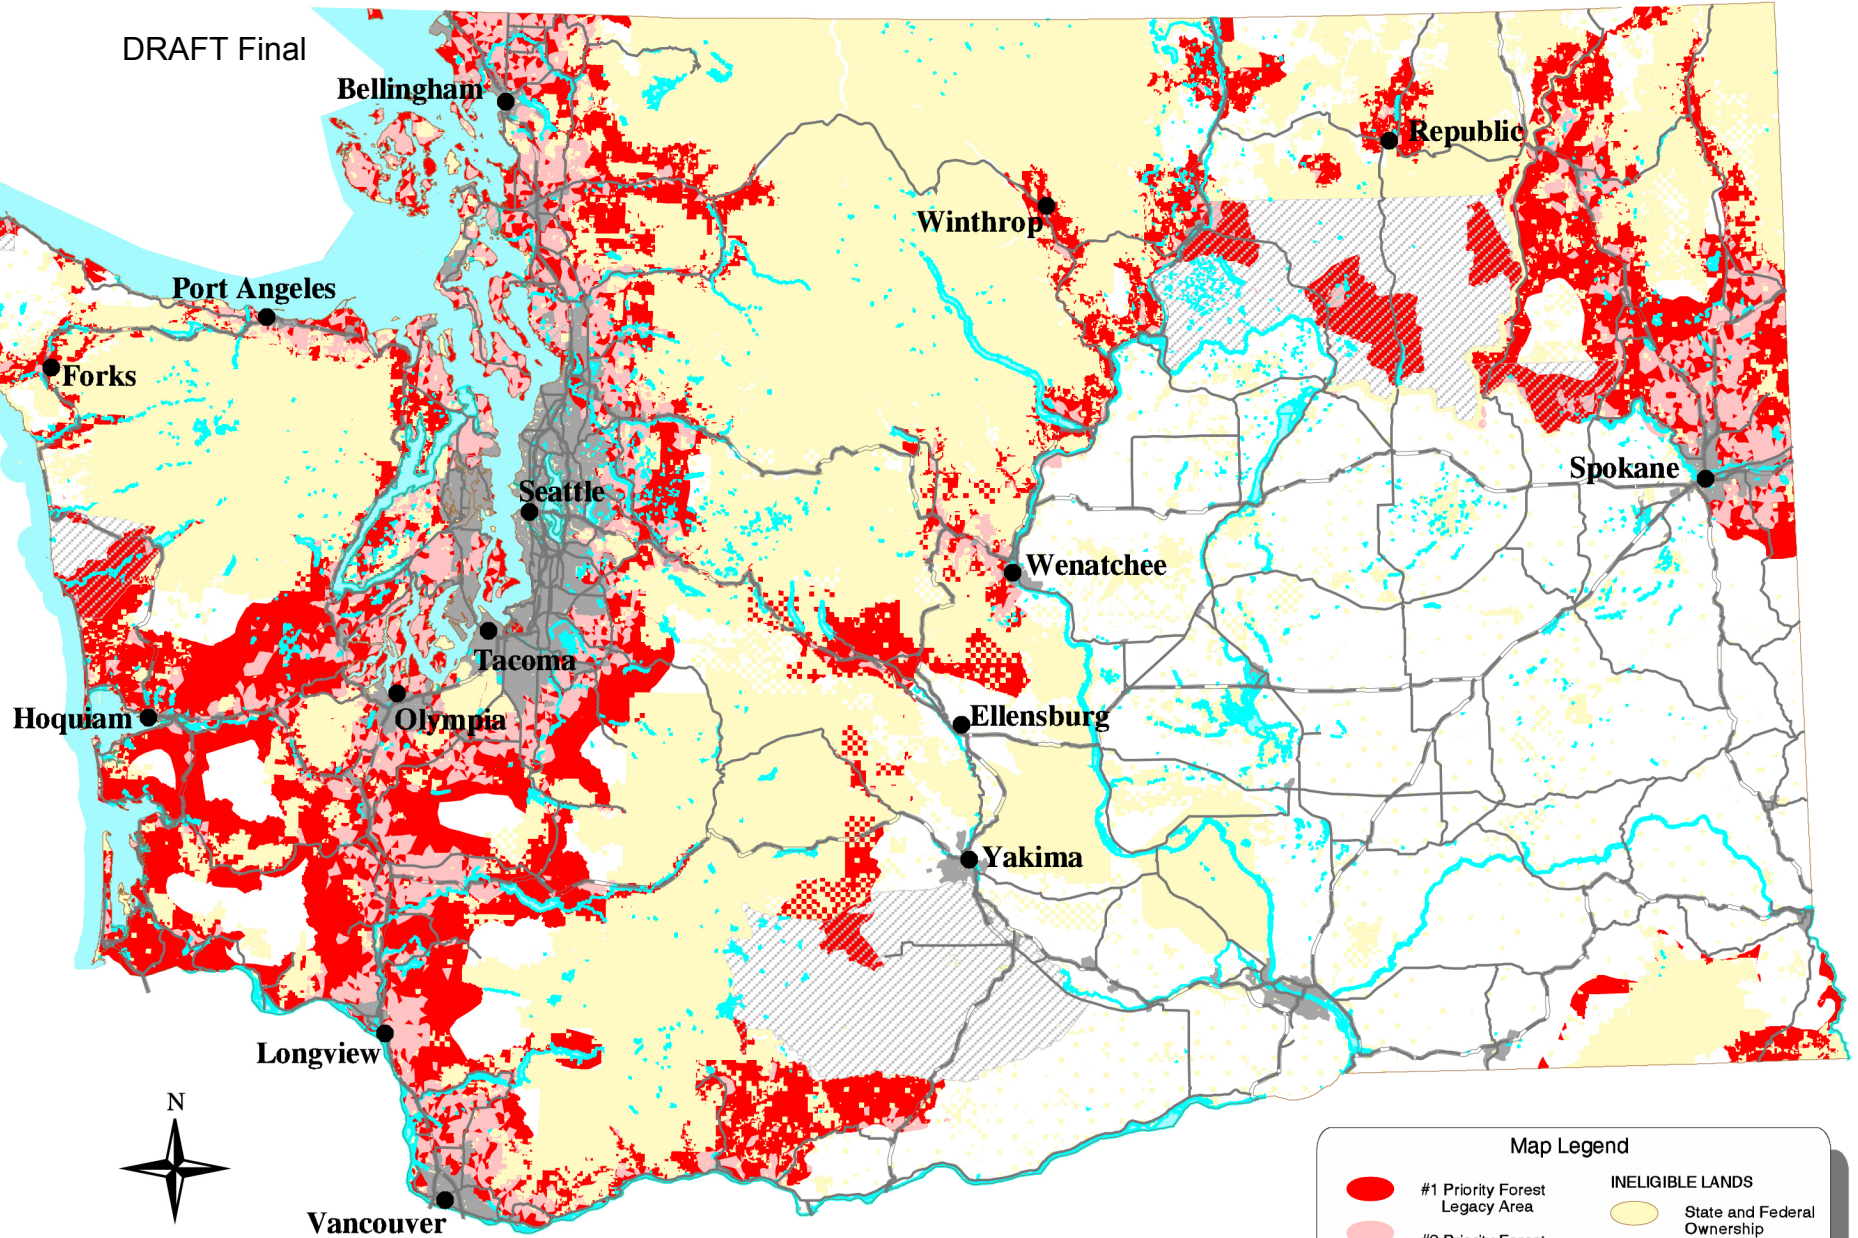 DRAFT Final
Bellingham
Republic
Winthrop
Port Angeles
Forks
Spokane
Seattle
Wenatchee
Tacoma
Hoquiam
Olympia
Ellensburg
Yakima
Longview
N
Vancouver
Map Legend
#1 Priority Forest
Legacy Area
INELIGIBLE LANDS
State and Federal
Ownership